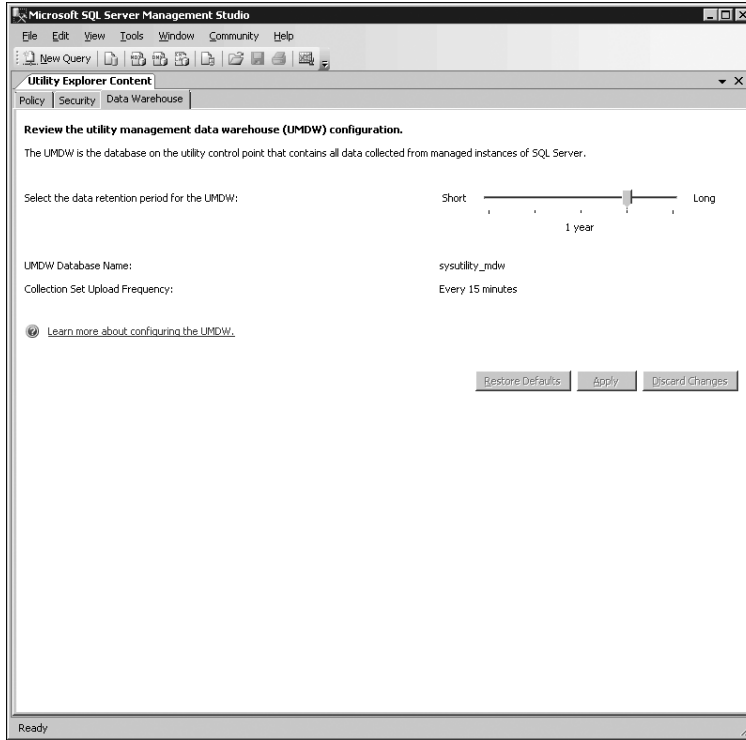 Microsoft SQL Server Management Studio
File Edit View Tools Window Community Help
New Query
Utility Explorer Content
Policy Security Data Warehouse
Review the utility management data warehouse (UMDW) configuration.
The UMDW is the database on the utility control point that contains all data collected from managed instances of SQL Server.
Select the data retention period for the UMDW: Short Long
1 year
UMDW Database Name: sysutility_mdw
Collection Set Upload Frequency: Every 15 minutes
Learn more about configuring the UMDW.
Restore Defaults Apply Discard Changes
Ready